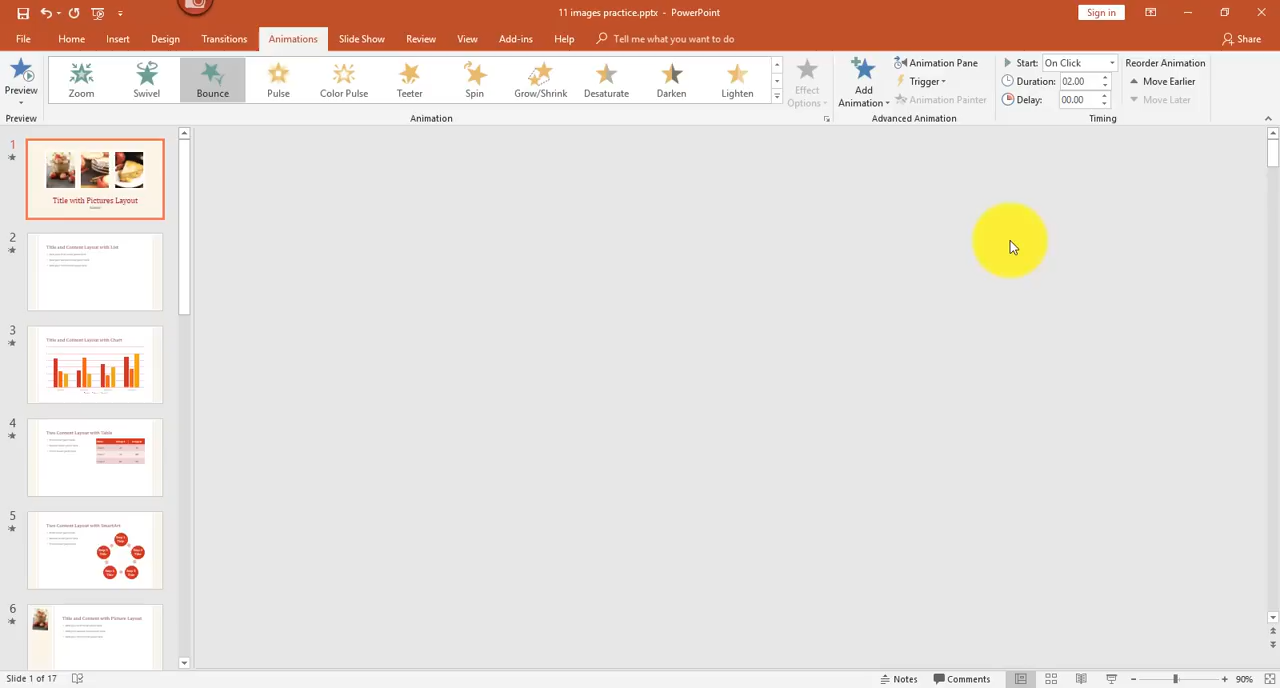 11 images practice.pptx - PowerPoint
Sign in
File Home Insert Design Transitions Animations Slide Show Review View Add-ins Help Tell me what you want to do Share
Preview
Zoom Swivel Bounce Pulse Color Pulse Teeter Spin Grow/Shrink Desaturate Darken Lighten
Effect Options
Add Animation
Animation Pane
Trigger
Animation Painter
Start: On Click
Duration: 02.00
Delay: 00.00
Reorder Animation
Move Earlier
Move Later
Preview Animation Advanced Animation Timing
1
Title with Pictures Layout
2
Title and Content Layout with List
3
Title and Content Layout with Chart
4
Two Content Layout with Table
5
Two Content Layout with SmartArt
6
Title and Content with Picture Layout
Slide 1 of 17
Notes Comments 90%